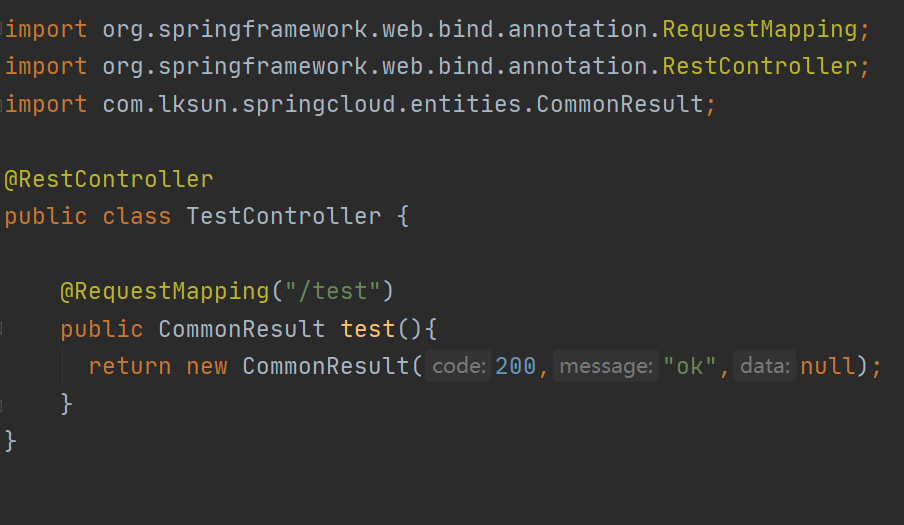 import org.springframework.web.bind.annotation.RequestMapping;
import org.springframework.web.bind.annotation.RestController;
import com.lksun.springcloud.entities.CommonResult;
@RestController
public class TestController {
@RequestMapping("/test")
public CommonResult test(){
return new CommonResult( code: 200, message: "ok", data: null);
}
}